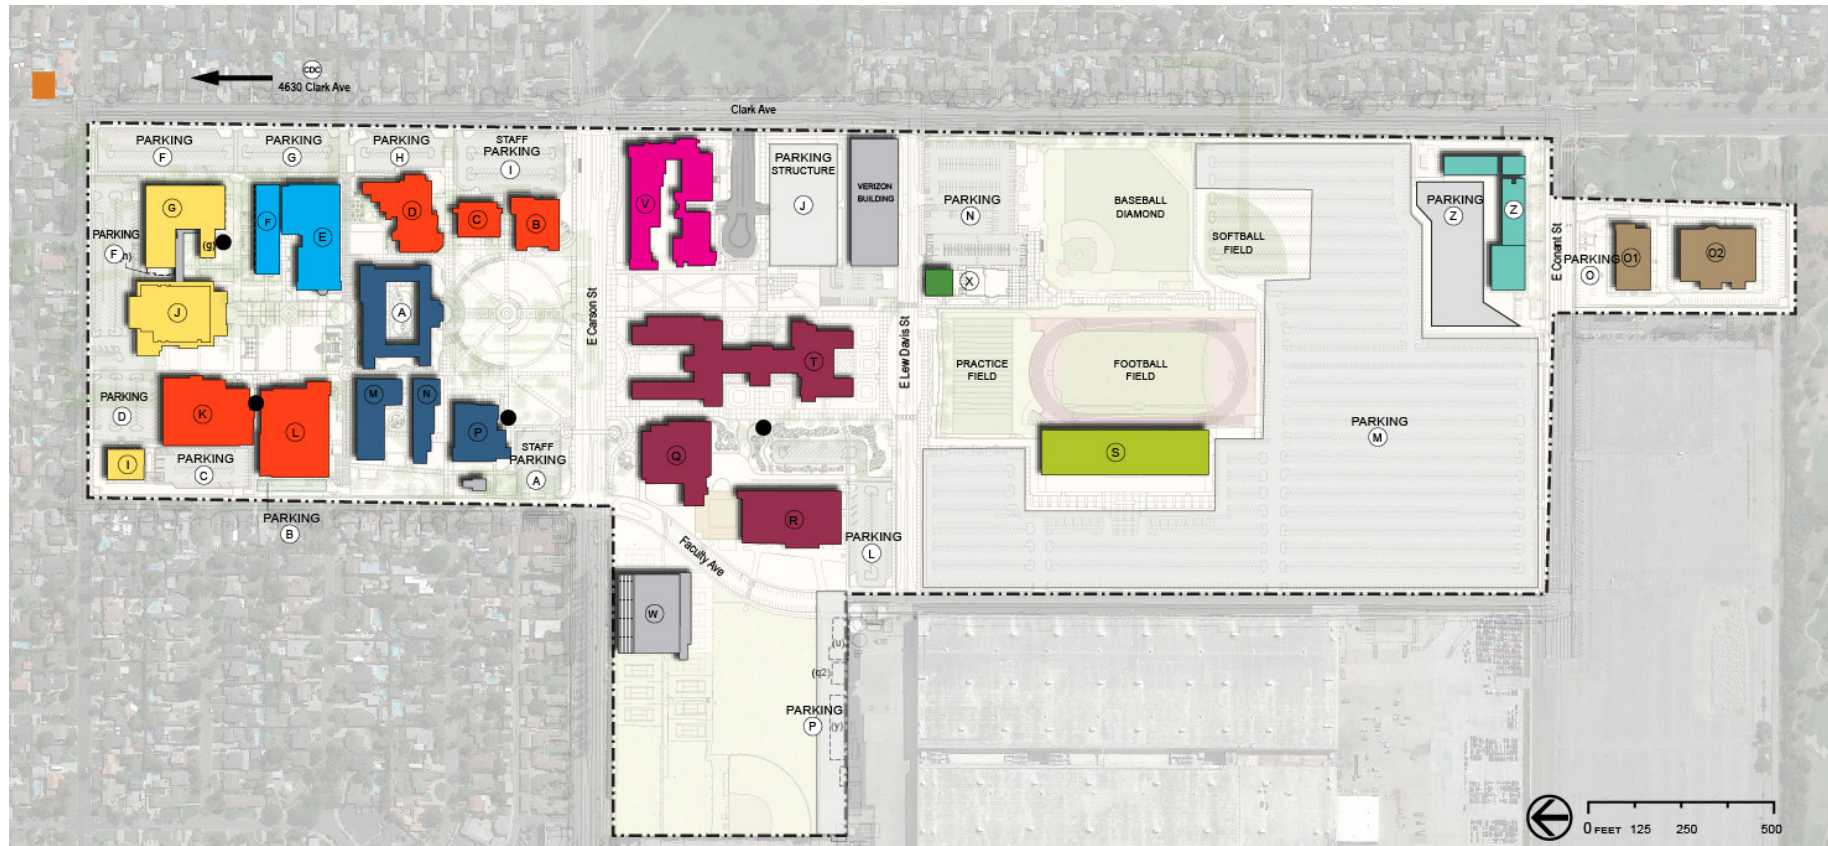 CDC
4630 Clark Ave
Clark Ave
PARKING
F
PARKING
G
PARKING
H
STAFF
PARKING
I
PARKING
STRUCTURE
J
VERIZON
BUILDING
PARKING
N
BASEBALL
DIAMOND
SOFTBALL
FIELD
PARKING
Z
Z
E Conant St
PARKING
O
O1
O2
G
(g)
PARKING
F
F
E
D
C
B
V
X
J
A
E Carson St
T
E Lew Davis St
PRACTICE
FIELD
FOOTBALL
FIELD
PARKING
D
K
L
M
N
P
STAFF
PARKING
A
I
PARKING
C
PARKING
B
Q
R
S
PARKING
M
PARKING
L
Faculty Ave
W
(u)
(q2)
PARKING
P
(y)
0 FEET 125 250 500